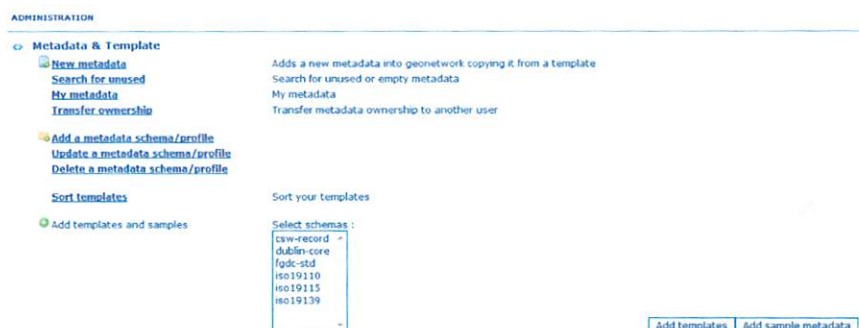 ADMINISTRATION
Metadata & Template
New metadata Adds a new metadata into geonetwork copying it from a template
Search for unused Search for unused or empty metadata
My metadata My metadata
Transfer ownership Transfer metadata ownership to another user
Add a metadata schema/profile
Update a metadata schema/profile
Delete a metadata schema/profile
Sort templates Sort your templates
Add templates and samples Select schemas :
csw-record
dublin-core
fgdc-std
iso19110
iso19115
iso19139
Add templates Add sample metadata